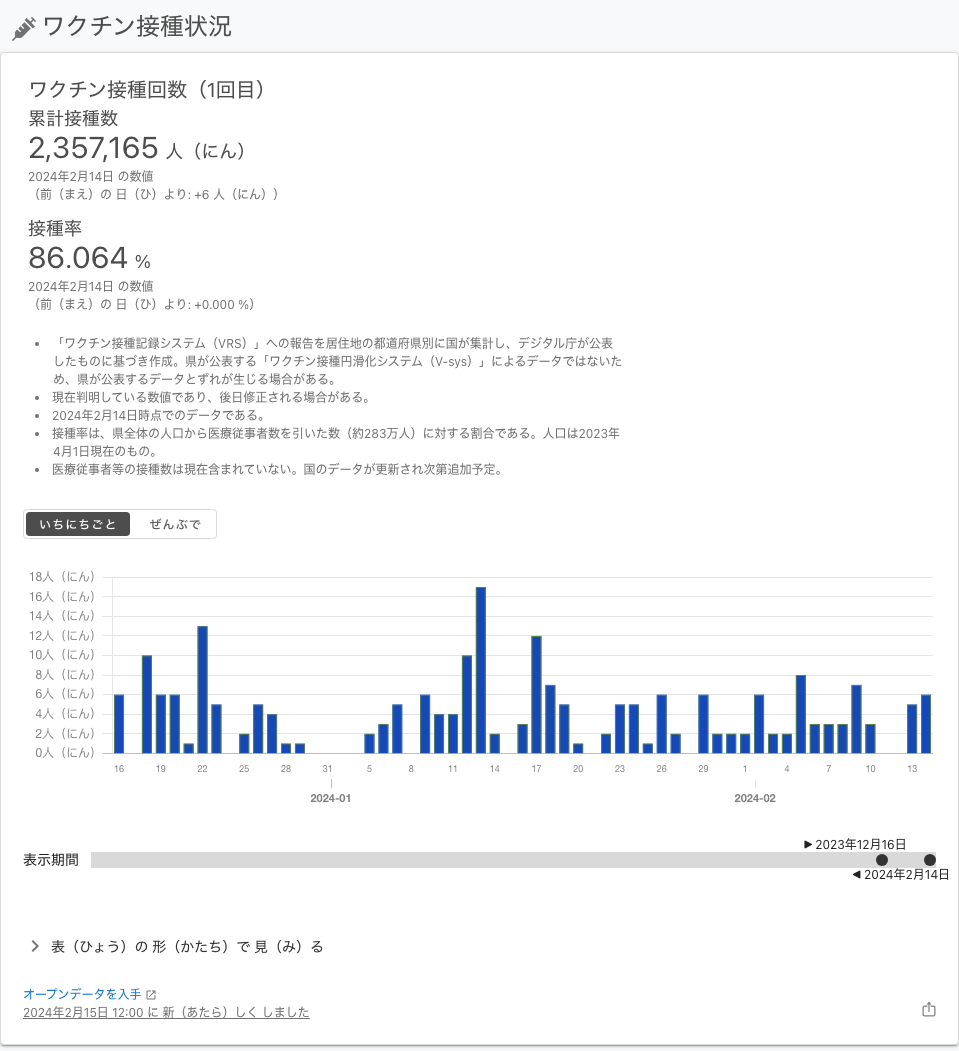 ワクチン接種状況
ワクチン接種回数（1回目）
累計接種数
2,357,165 人（にん）
2024年2月14日 の数値
（前（まえ）の 日（ひ）より: +6 人（にん））
接種率
86.064 %
2024年2月14日 の数値
（前（まえ）の 日（ひ）より: +0.000 %）
• 「ワクチン接種記録システム（VRS）」への報告を居住地の都道府県別に国が集計し、デジタル庁が公表
したものに基づき作成。県が公表する「ワクチン接種円滑化システム（V-sys）」によるデータではないた
め、県が公表するデータとずれが生じる場合がある。
• 現在判明している数値であり、後日修正される場合がある。
• 2024年2月14日時点でのデータである。
• 接種率は、県全体の人口から医療従事者数を引いた数（約283万人）に対する割合である。人口は2023年
4月1日現在のもの。
• 医療従事者等の接種数は現在含まれていない。国のデータが更新され次第追加予定。
いちにちごと ぜんぶで
18人（にん）
16人（にん）
14人（にん）
12人（にん）
10人（にん）
8人（にん）
6人（にん）
4人（にん）
2人（にん）
0人（にん）
16 19 22 25 28 31 5 8 11 14 17 20 23 26 29 1 4 7 10 13
2024-01 2024-02
▶ 2023年12月16日
表示期間
◀ 2024年2月14日
表（ひょう）の 形（かたち）で 見（み）る
オープンデータを入手
2024年2月15日 12:00 に 新（あたら）しく しました